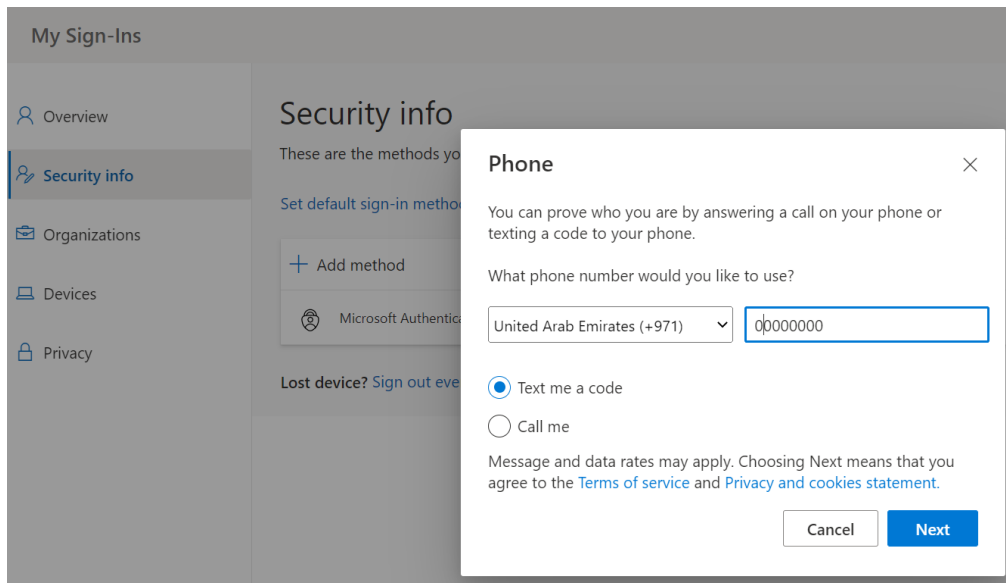 My Sign-Ins
Overview
Security info
Organizations
Devices
Privacy
Security info
These are the methods yo
Set default sign-in metho
Add method
Microsoft Authentica
Lost device? Sign out eve
Phone
You can prove who you are by answering a call on your phone or
texting a code to your phone.
What phone number would you like to use?
United Arab Emirates (+971)
00000000
Text me a code
Call me
Message and data rates may apply. Choosing Next means that you
agree to the Terms of service and Privacy and cookies statement.
Cancel
Next